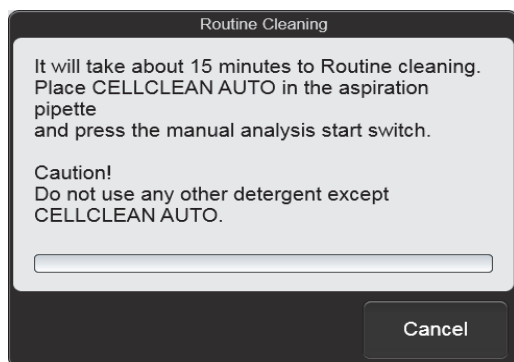 Routine Cleaning
It will take about 15 minutes to Routine cleaning.
Place CELLCLEAN AUTO in the aspiration
pipette
and press the manual analysis start switch.
Caution!
Do not use any other detergent except
CELLCLEAN AUTO.
Cancel